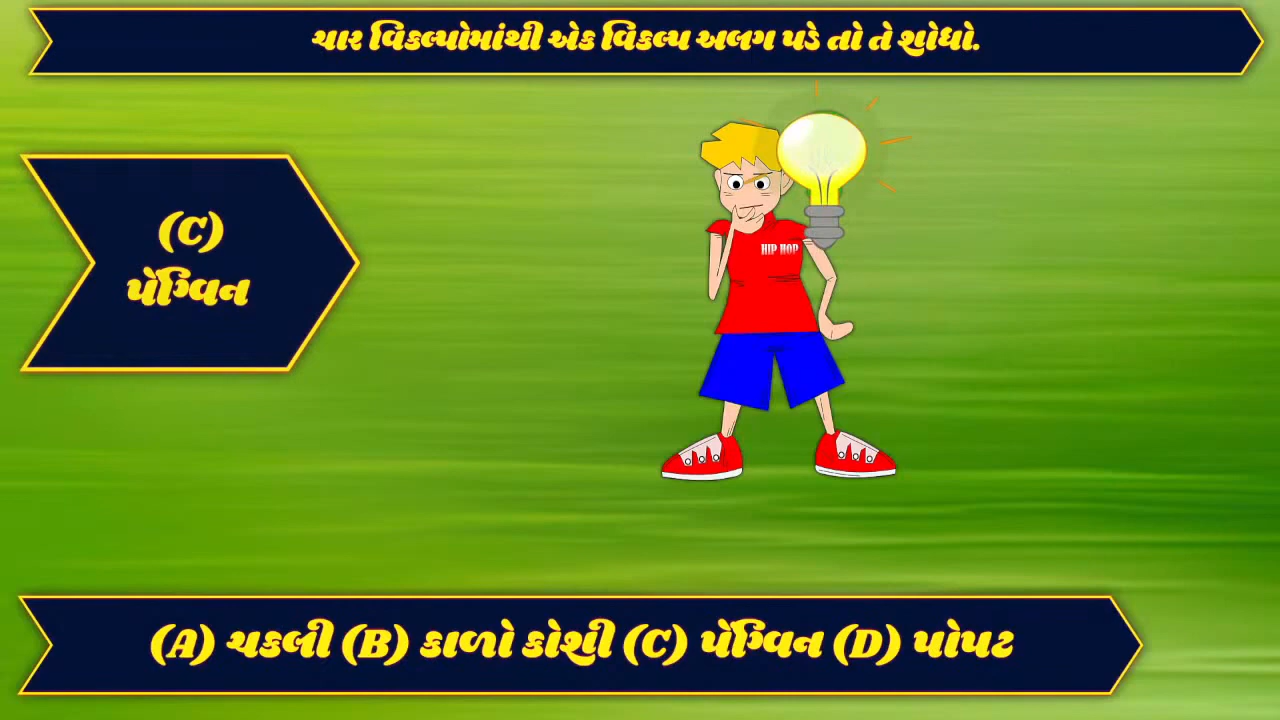 ચાર વિકલ્પોમાંથી એક વિકલ્પ અલગ પડે તો તે શોધો.
(C)
પેંગ્વિન
HIP HOP
(A) ચકલી (B) કાળો કોશી (C) પેંગ્વિન (D) પોપટ